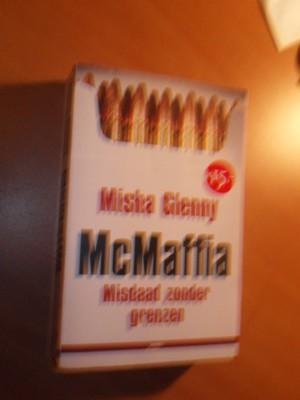 Misha Glenny
McMaffia
Misdaad zonder
grenzen